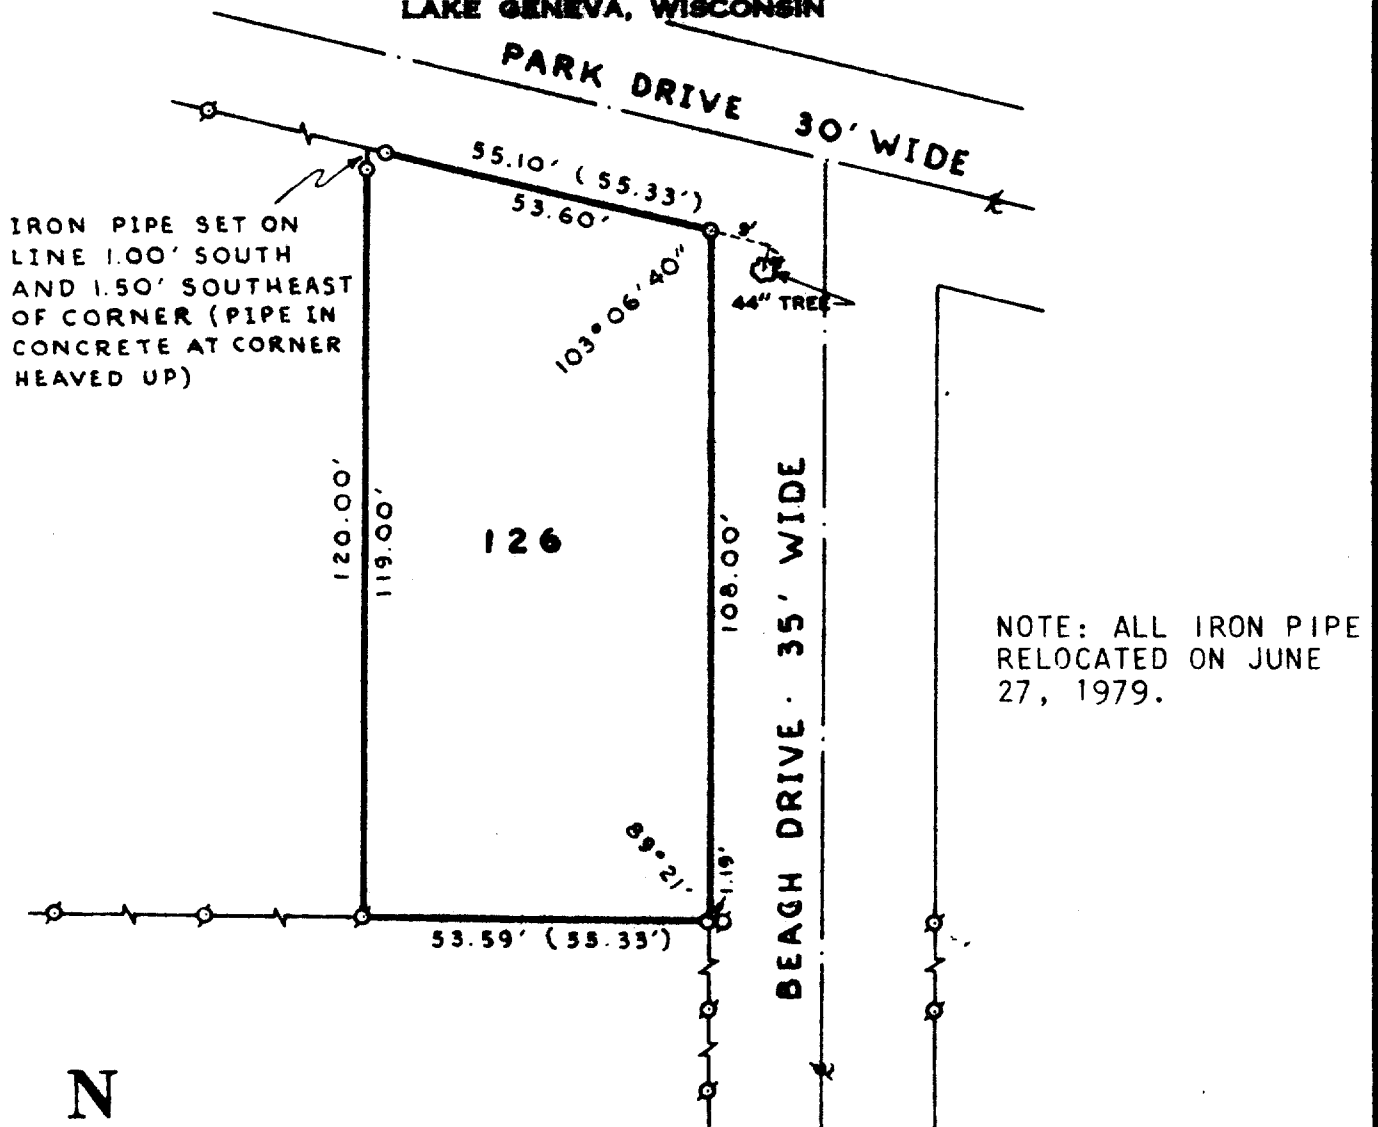 LAKE GENEVA, WISCONSIN
PARK DRIVE 30' WIDE
55.10' (55.33')
53.60'
9'
44" TREE
103° 06' 40"
IRON PIPE SET ON
LINE 1.00' SOUTH
AND 1.50' SOUTHEAST
OF CORNER (PIPE IN
CONCRETE AT CORNER
HEAVED UP)
120.00'
119.00'
126
108.00'
BEACH DRIVE · 35' WIDE
NOTE: ALL IRON PIPE
RELOCATED ON JUNE
27, 1979.
89° 21'
1.19'
53.59' (55.33')
N